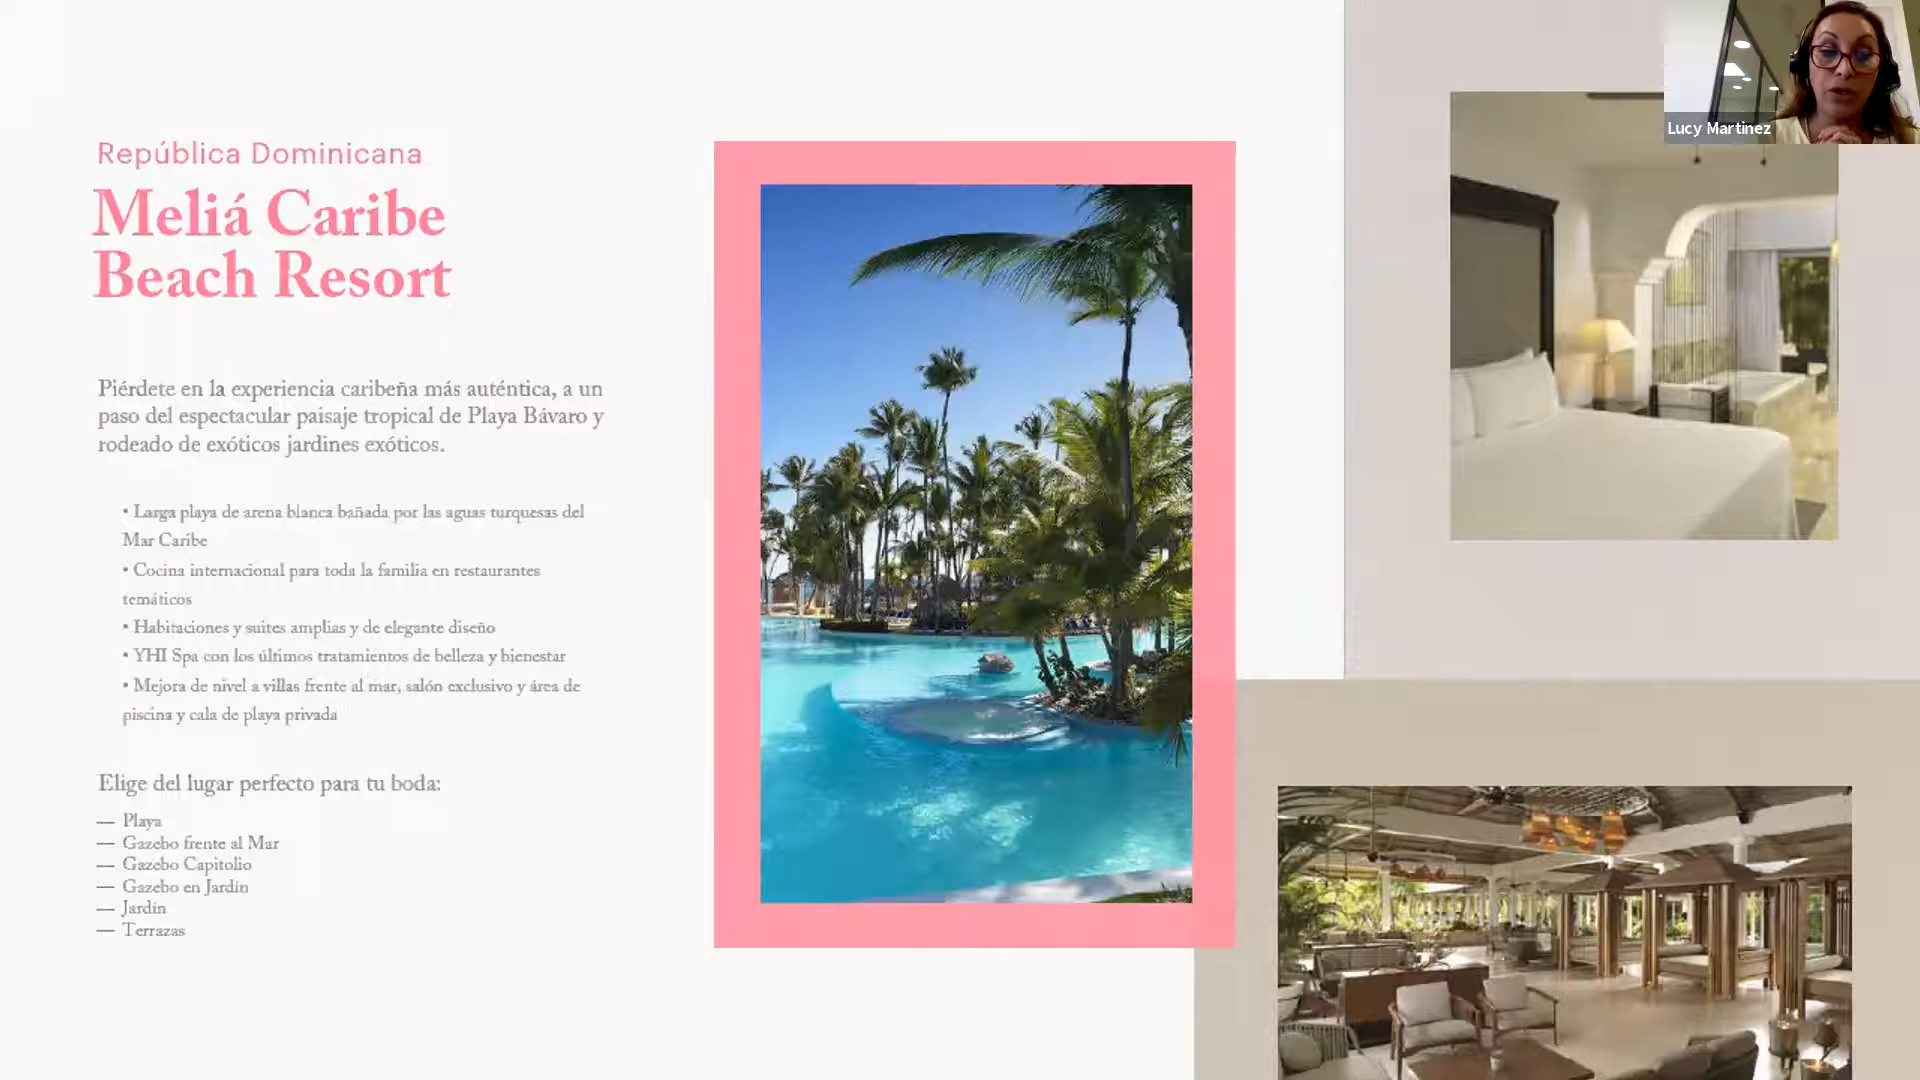 República Dominicana
Meliá Caribe
Beach Resort
Piérdete en la experiencia caribeña más auténtica, a un
paso del espectacular paisaje tropical de Playa Bávaro y
rodeado de exóticos jardines exóticos.
• Larga playa de arena blanca bañada por las aguas turquesas del
Mar Caribe
• Cocina internacional para toda la familia en restaurantes
temáticos
• Habitaciones y suites amplias y de elegante diseño
• YHI Spa con los últimos tratamientos de belleza y bienestar
• Mejora de nivel a villas frente al mar, salón exclusivo y área de
piscina y cala de playa privada
Elige del lugar perfecto para tu boda:
— Playa
— Gazebo frente al Mar
— Gazebo Capitolio
— Gazebo en Jardín
— Jardín
— Terrazas
Lucy Martinez